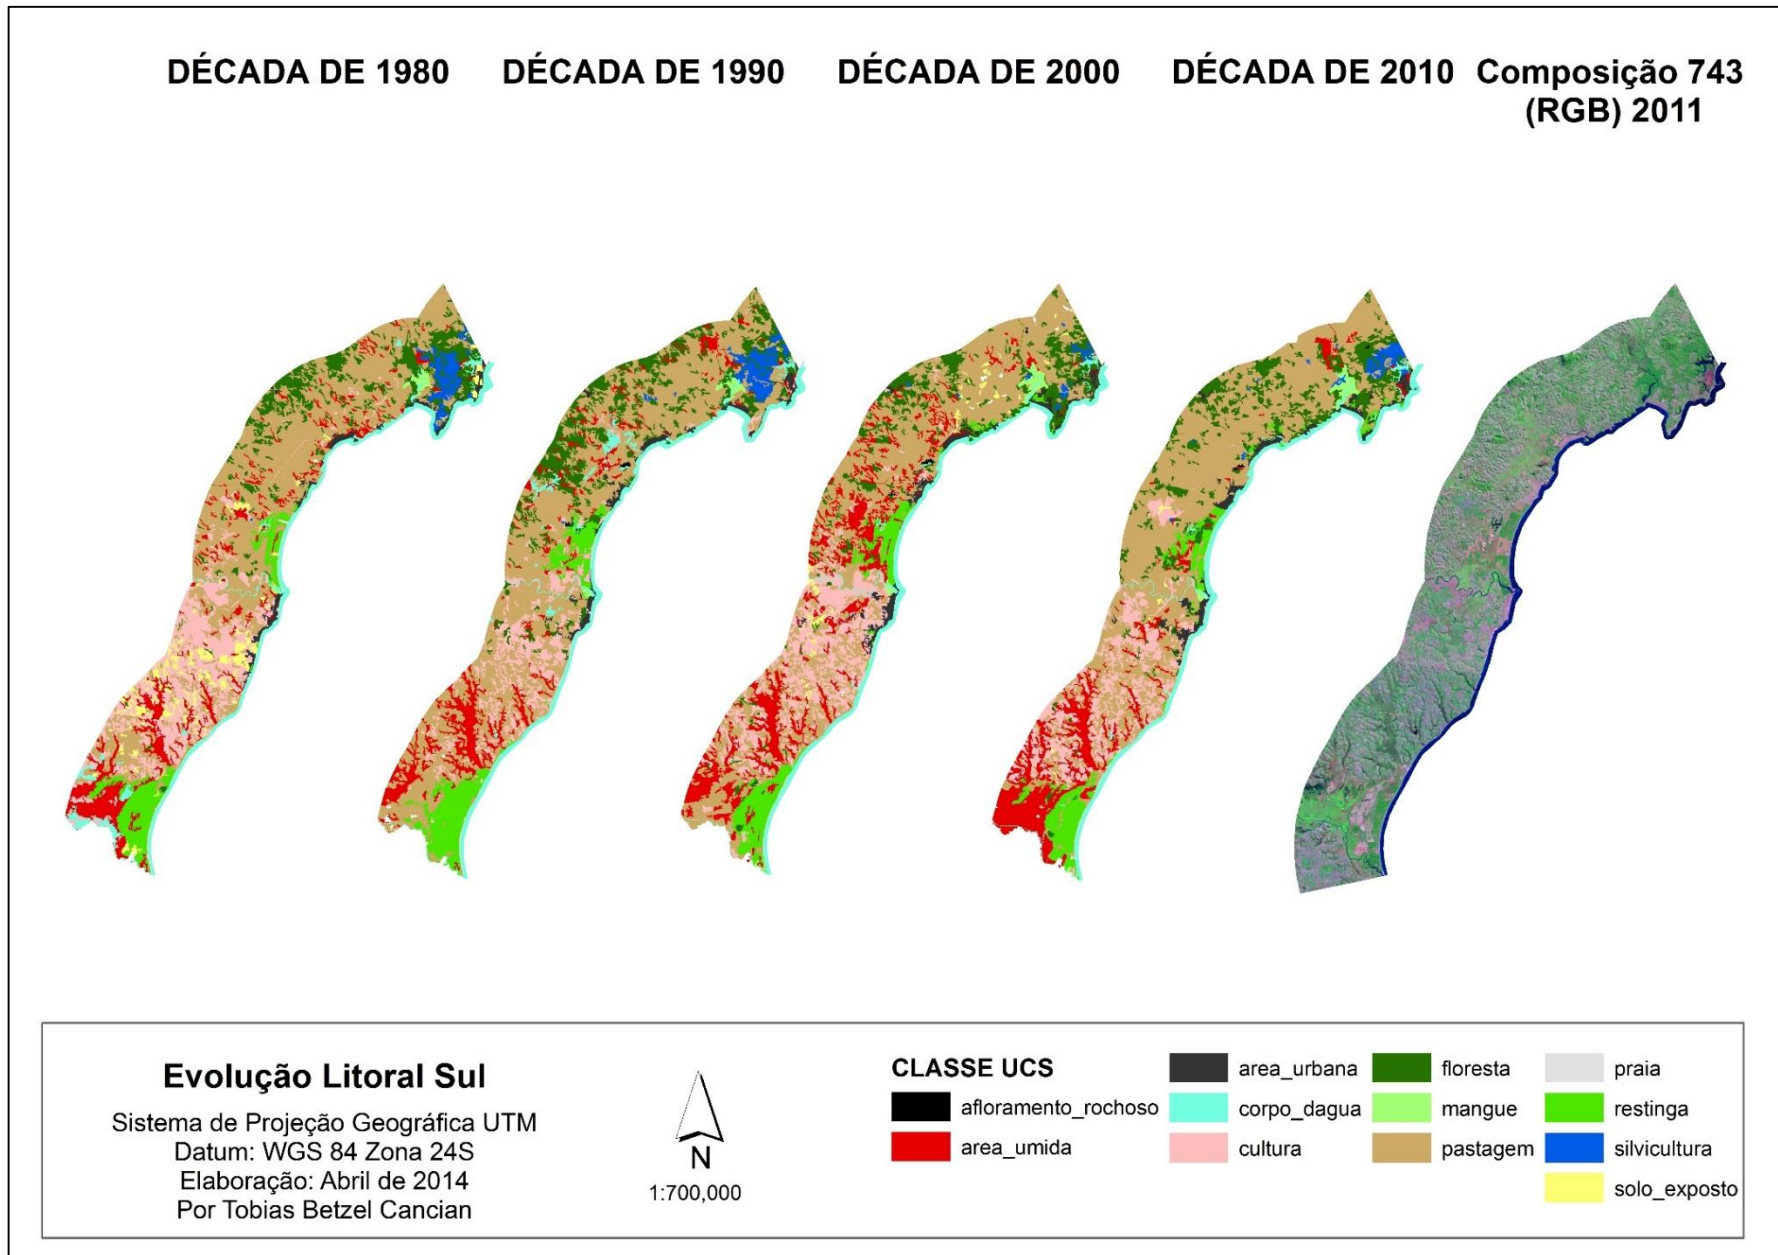 DÉCADA DE 1980
DÉCADA DE 1990
DÉCADA DE 2000
DÉCADA DE 2010
Composição 743
(RGB) 2011
Evolução Litoral Sul
Sistema de Projeção Geográfica UTM
Datum: WGS 84 Zona 24S
Elaboração: Abril de 2014
Por Tobias Betzel Cancian
N
1:700,000
CLASSE UCS
afloramento_rochoso
area_umida
area_urbana
corpo_dagua
cultura
floresta
mangue
pastagem
praia
restinga
silvicultura
solo_exposto